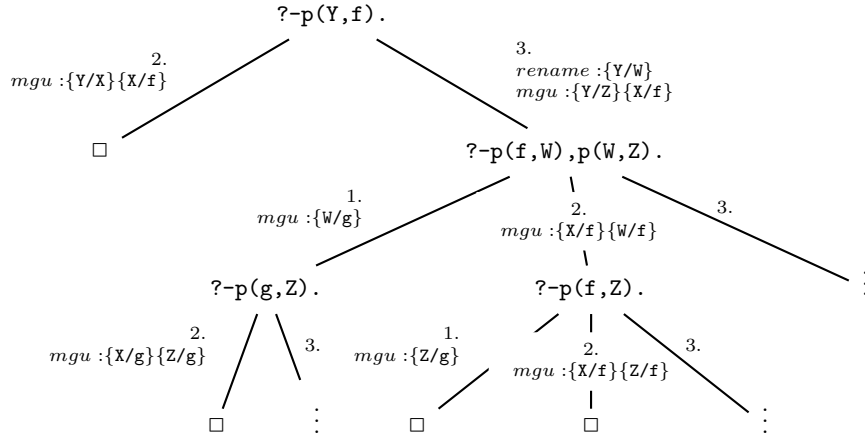 ?-p(Y,f).
2.
mgu :{Y/X}{X/f}
3.
rename :{Y/W}
mgu :{Y/Z}{X/f}
□
?-p(f,W),p(W,Z).
1.
mgu :{W/g}
2.
mgu :{X/f}{W/f}
3.
?-p(g,Z).
?-p(f,Z).
⋮
2.
mgu :{X/g}{Z/g}
3.
1.
mgu :{Z/g}
2.
mgu :{X/f}{Z/f}
3.
□
⋮
□
□
⋮